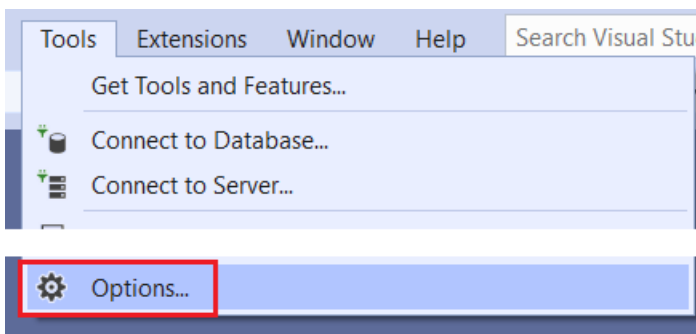 Tools Extensions Window Help Search Visual Stu
Get Tools and Features...
Connect to Database...
Connect to Server...
Options...